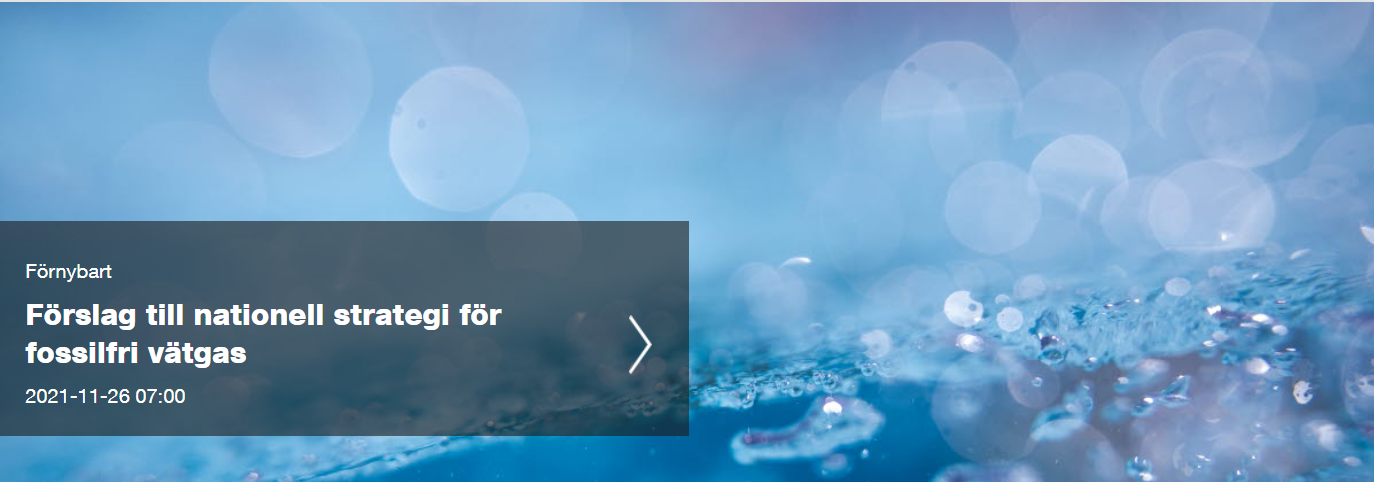 Förnybart
Förslag till nationell strategi för
fossilfri vätgas
2021-11-26 07:00